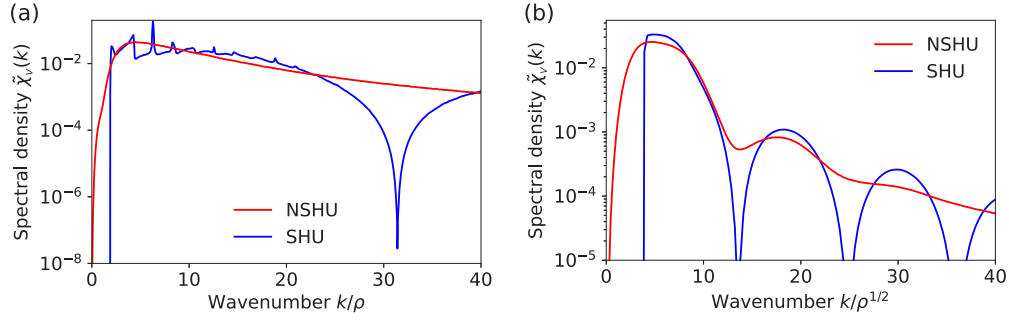 (a)
Spectral density χ̃ᵥ(k)
10⁻²
10⁻⁴
10⁻⁶
10⁻⁸
NSHU
SHU
0 10 20 30 40
Wavenumber k/ρ
(b)
Spectral density χ̃ᵥ(k)
10⁻²
10⁻³
10⁻⁴
10⁻⁵
NSHU
SHU
0 10 20 30 40
Wavenumber k/ρ¹/²